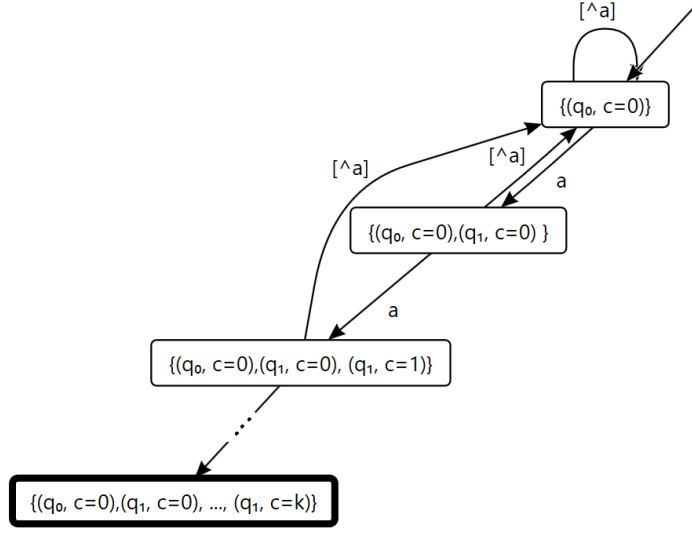 [^a]
{(q₀, c=0)}
[^a]
[^a]
a
{(q₀, c=0),(q₁, c=0) }
a
{(q₀, c=0),(q₁, c=0), (q₁, c=1)}
{(q₀, c=0),(q₁, c=0), ..., (q₁, c=k)}